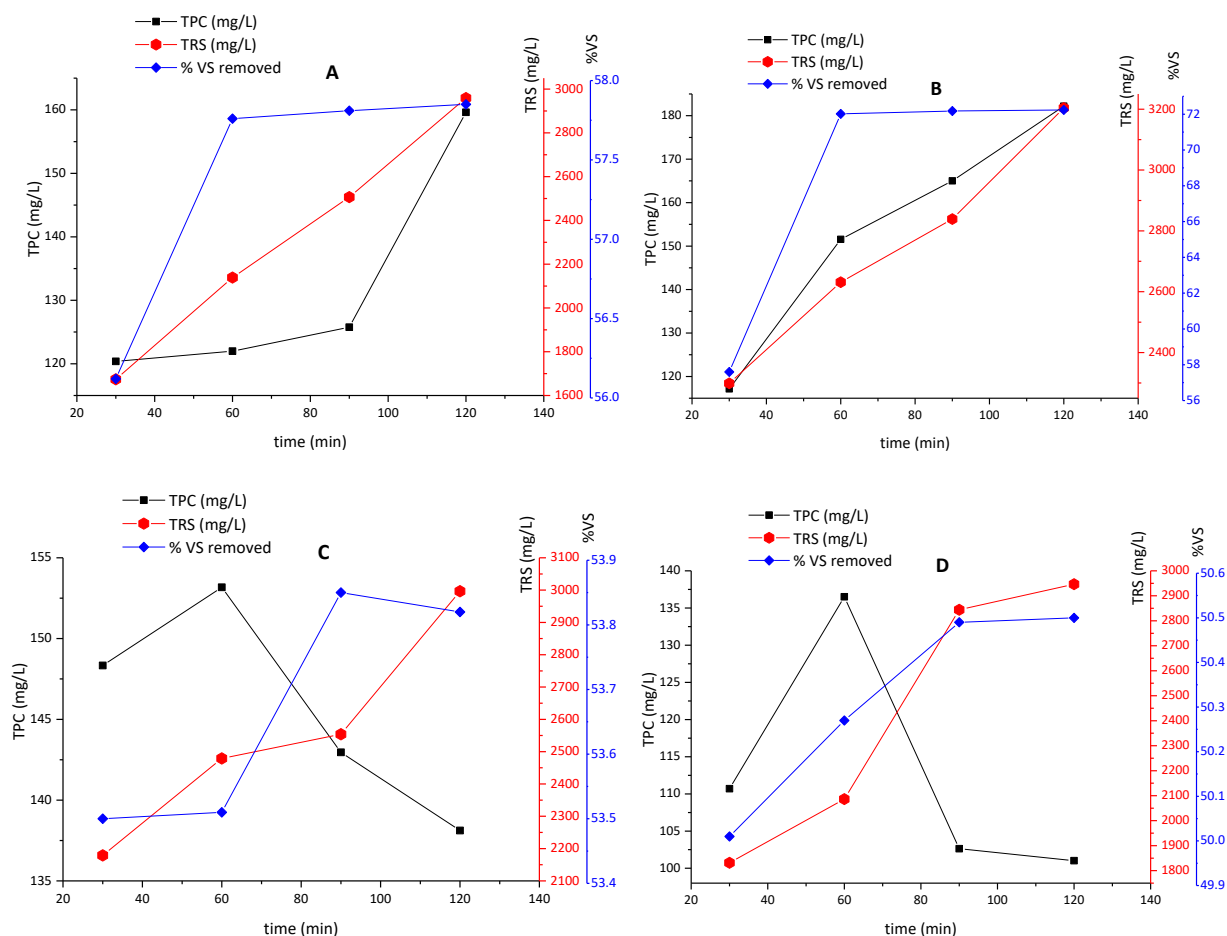 TPC (mg/L)
TRS (mg/L)
% VS removed
A
TPC (mg/L)
160
150
140
130
120
20 40 60 80 100 120 140
time (min)
TRS (mg/L)
3000
2800
2600
2400
2200
2000
1800
1600
%VS
58.0
57.5
57.0
56.5
56.0
TPC (mg/L)
TRS (mg/L)
% VS removed
B
TPC (mg/L)
180
170
160
150
140
130
120
20 40 60 80 100 120 140
time (min)
TRS (mg/L)
3200
3000
2800
2600
2400
%VS
72
70
68
66
64
62
60
58
56
TPC (mg/L)
TRS (mg/L)
% VS removed
C
TPC (mg/L)
155
150
145
140
135
20 40 60 80 100 120 140
time (min)
TRS (mg/L)
3100
3000
2900
2800
2700
2600
2500
2400
2300
2200
2100
%VS
53.9
53.8
53.7
53.6
53.5
53.4
TPC (mg/L)
TRS (mg/L)
% VS removed
D
TPC (mg/L)
140
135
130
125
120
115
110
105
100
20 40 60 80 100 120 140
time (min)
TRS (mg/L)
3000
2900
2800
2700
2600
2500
2400
2300
2200
2100
2000
1900
1800
%VS
50.6
50.5
50.4
50.3
50.1
50.0
49.9